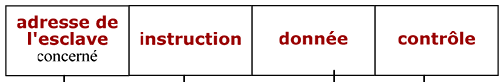 adresse de
l'esclave
concerné
instruction
donnée
contrôle